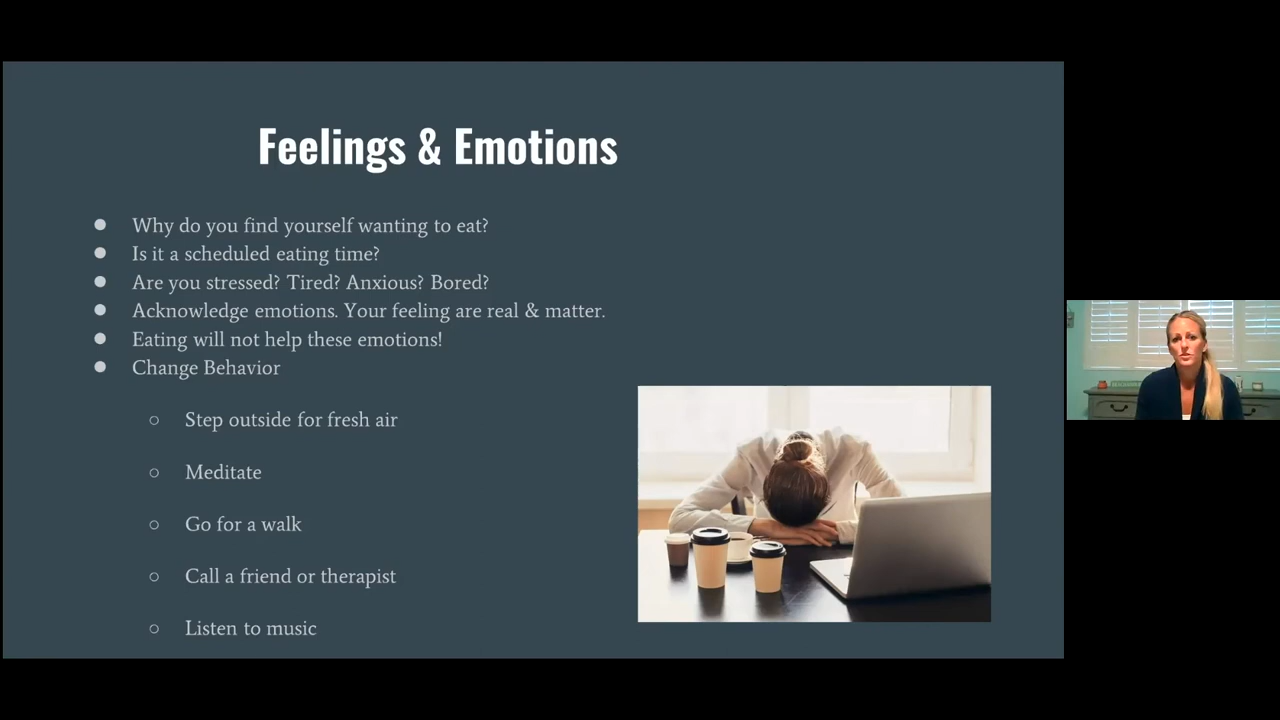 Feelings & Emotions
Why do you find yourself wanting to eat?
Is it a scheduled eating time?
Are you stressed? Tired? Anxious? Bored?
Acknowledge emotions. Your feeling are real & matter.
Eating will not help these emotions!
Change Behavior
Step outside for fresh air
Meditate
Go for a walk
Call a friend or therapist
Listen to music